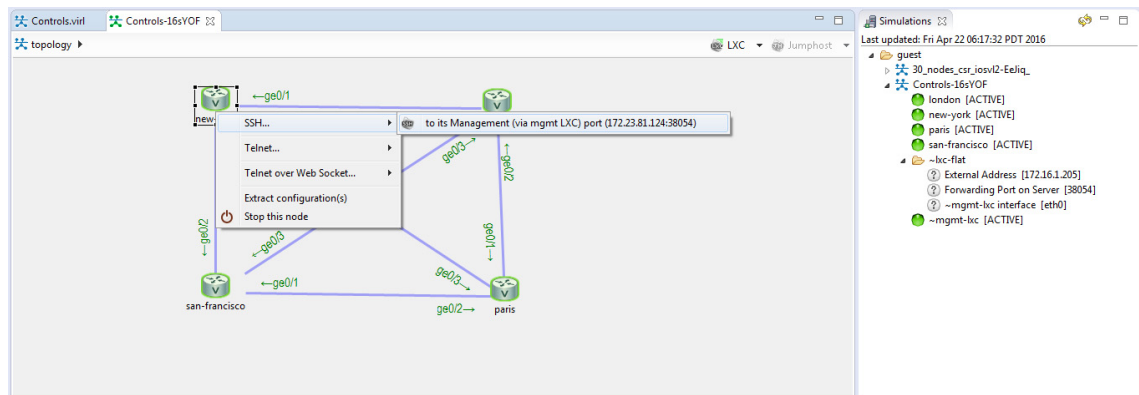 Controls.virl
Controls-16sYOF
topology
LXC
Jumphost
←ge0/1
new-
SSH...
to its Management (via mgmt LXC) port (172.23.81.124:38054)
Telnet...
Telnet over Web Socket...
Extract configuration(s)
Stop this node
ge0/3→
←ge0/2
←ge0/2
ge0/1→
←ge0/3
ge0/3→
←ge0/1
san-francisco
ge0/2→
paris
Simulations
Last updated: Fri Apr 22 06:17:32 PDT 2016
guest
30_nodes_csr_iosvl2-EeJiq_
Controls-16sYOF
london [ACTIVE]
new-york [ACTIVE]
paris [ACTIVE]
san-francisco [ACTIVE]
~lxc-flat
External Address [172.16.1.205]
Forwarding Port on Server [38054]
~mgmt-lxc interface [eth0]
~mgmt-lxc [ACTIVE]